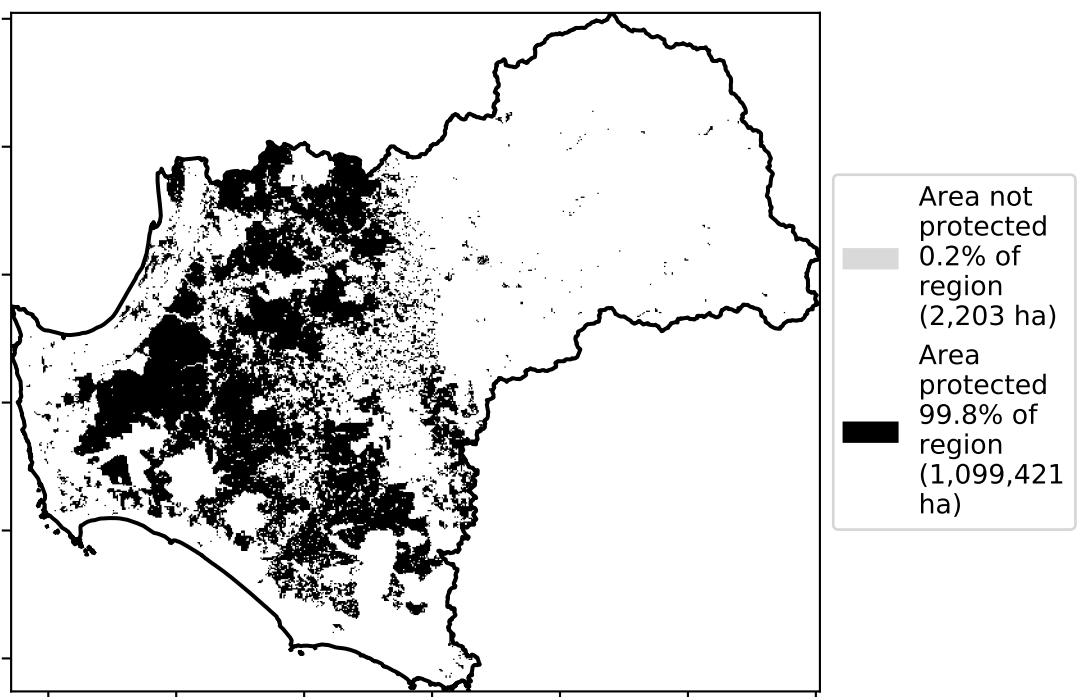 Area not
protected
0.2% of
region
(2,203 ha)
Area
protected
99.8% of
region
(1,099,421
ha)